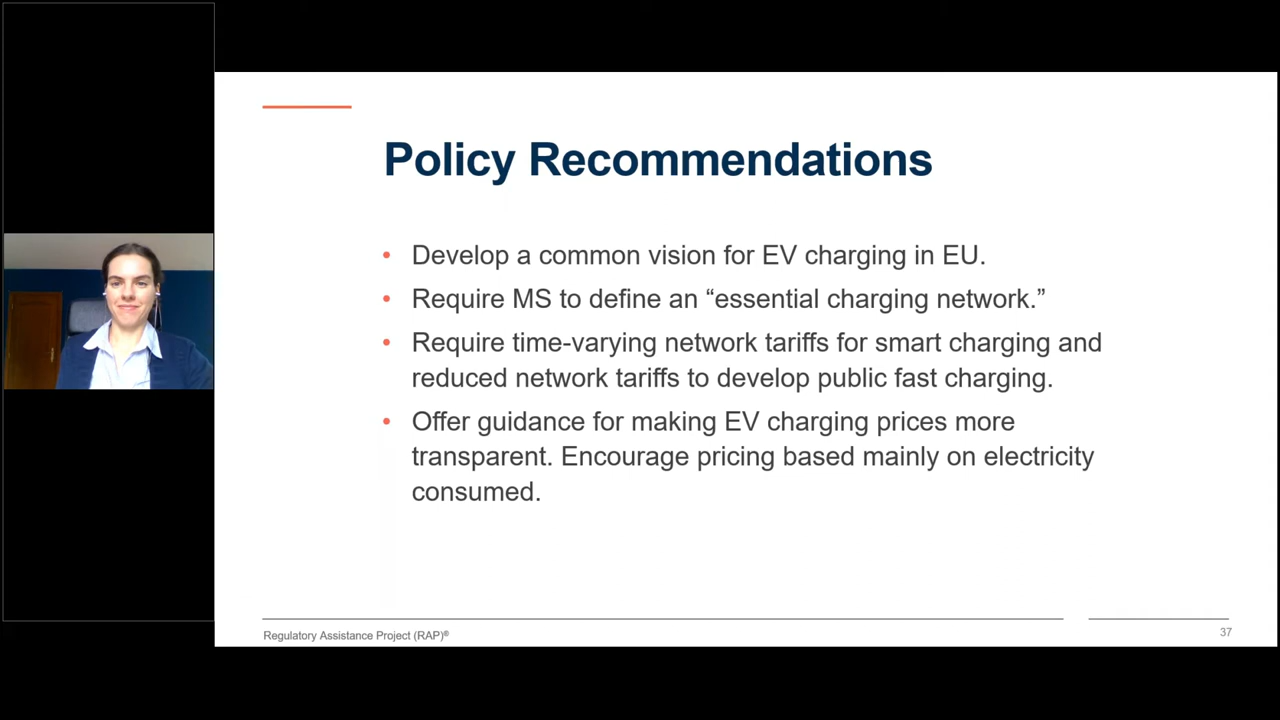 Policy Recommendations
• Develop a common vision for EV charging in EU.
• Require MS to define an “essential charging network.”
• Require time-varying network tariffs for smart charging and
reduced network tariffs to develop public fast charging.
• Offer guidance for making EV charging prices more
transparent. Encourage pricing based mainly on electricity
consumed.
Regulatory Assistance Project (RAP)®
37